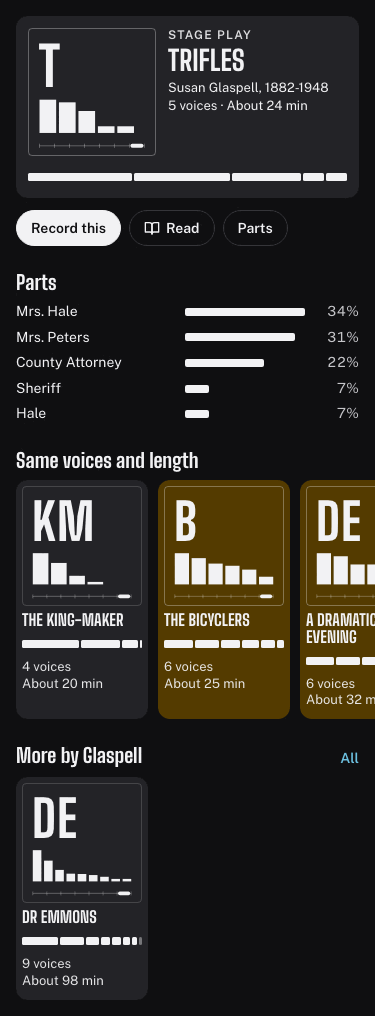 T
STAGE PLAY
TRIFLES
Susan Glaspell, 1882-1948
5 voices · About 24 min
Record this
Read
Parts
Parts
Mrs. Hale 34%
Mrs. Peters 31%
County Attorney 22%
Sheriff 7%
Hale 7%
Same voices and length
KM
THE KING-MAKER
4 voices
About 20 min
B
THE BICYCLERS
6 voices
About 25 min
DE
A DRAMATIC
EVENING
6 voices
About 32 m
More by Glaspell
All
DE
DR EMMONS
9 voices
About 98 min